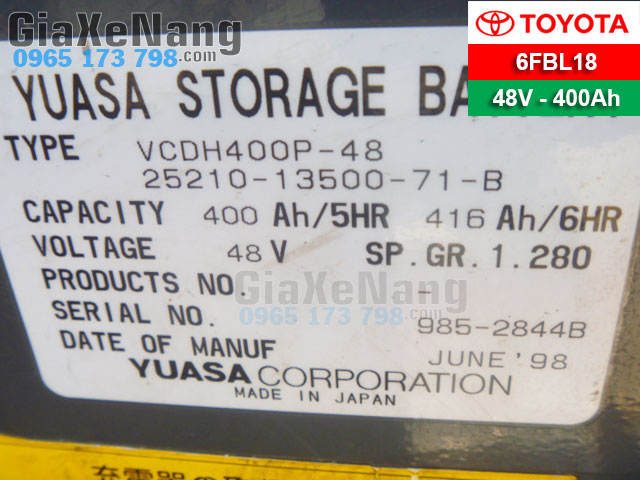 GiaXeNang
.com
0965 173 798
TOYOTA
6FBL18
48V - 400Ah
YUASA STORAGE
TYPE VCDH400P-48
25210-13500-71-B
CAPACITY 400 Ah/5HR 416 Ah/6HR
VOLTAGE 48 V SP.GR.1.280
PRODUCTS NO. -
GiaXeNang
.com
0965 173 798
SERIAL NO. 985-2844B
DATE OF MANUF JUNE '98
YUASA CORPORATION
MADE IN JAPAN